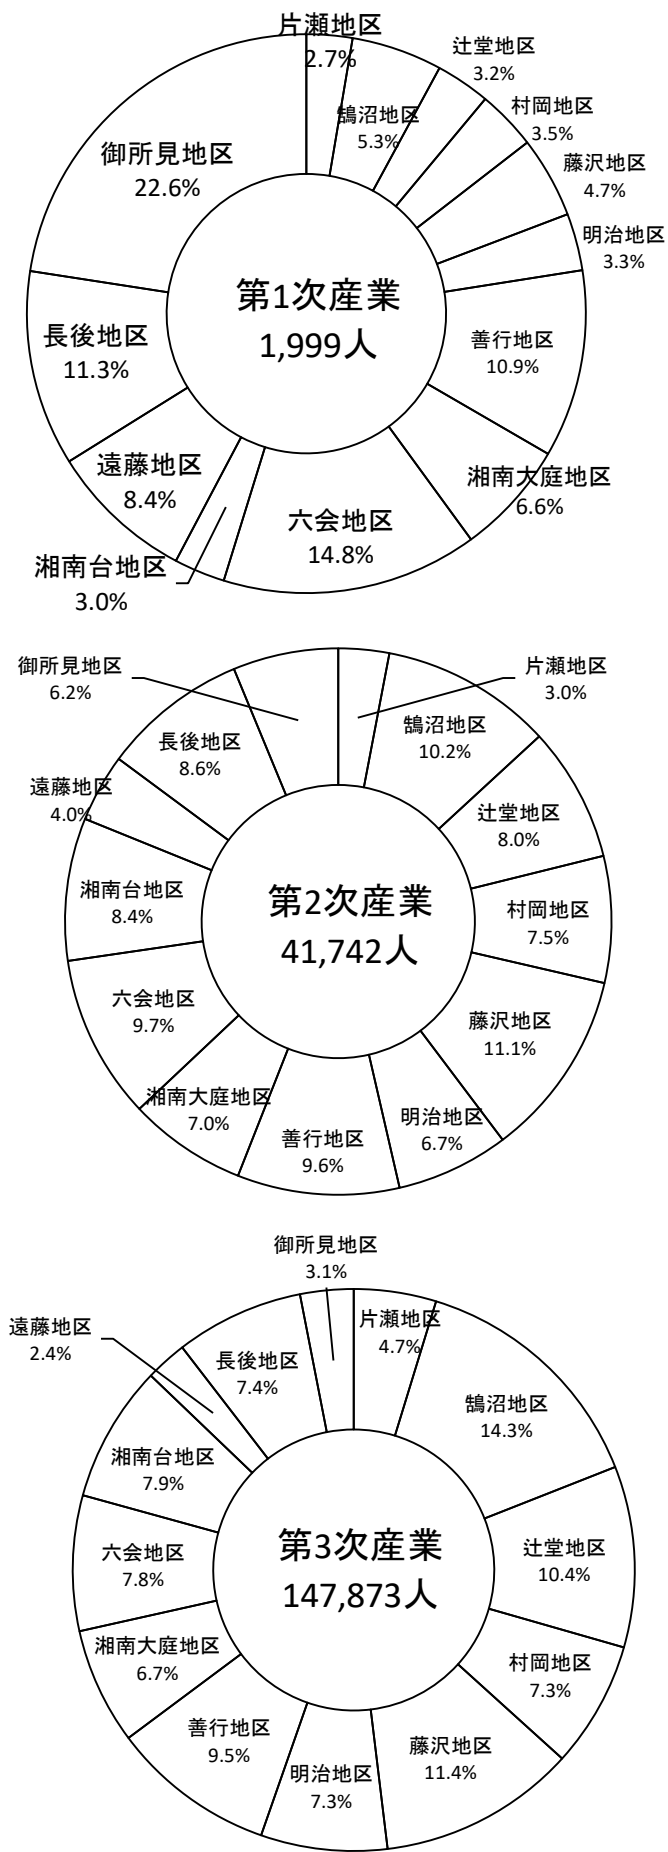 片瀬地区
2.7%
鵠沼地区
5.3%
辻堂地区
3.2%
村岡地区
3.5%
藤沢地区
4.7%
明治地区
3.3%
善行地区
10.9%
湘南大庭地区
6.6%
六会地区
14.8%
湘南台地区
3.0%
遠藤地区
8.4%
長後地区
11.3%
御所見地区
22.6%
第1次産業
1,999人
片瀬地区
3.0%
鵠沼地区
10.2%
辻堂地区
8.0%
村岡地区
7.5%
藤沢地区
11.1%
明治地区
6.7%
善行地区
9.6%
湘南大庭地区
7.0%
六会地区
9.7%
湘南台地区
8.4%
遠藤地区
4.0%
長後地区
8.6%
御所見地区
6.2%
第2次産業
41,742人
片瀬地区
4.7%
鵠沼地区
14.3%
辻堂地区
10.4%
村岡地区
7.3%
藤沢地区
11.4%
明治地区
7.3%
善行地区
9.5%
湘南大庭地区
6.7%
六会地区
7.8%
湘南台地区
7.9%
遠藤地区
2.4%
長後地区
7.4%
御所見地区
3.1%
第3次産業
147,873人